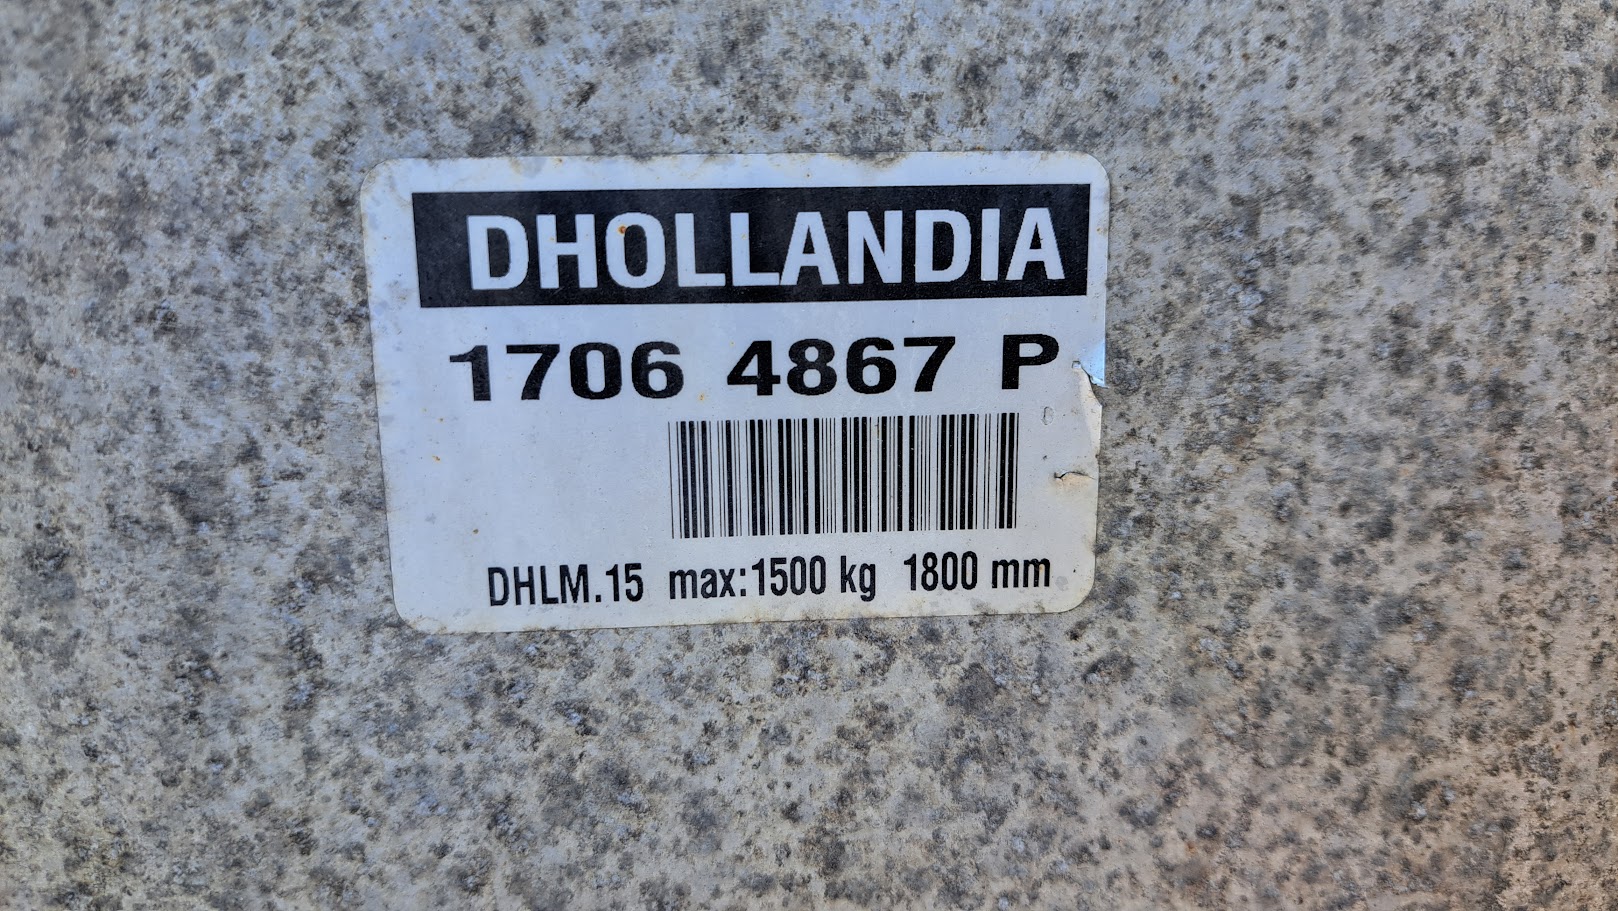 DHOLLANDIA
1706 4867 P
DHLM.15 max:1500 kg 1800 mm